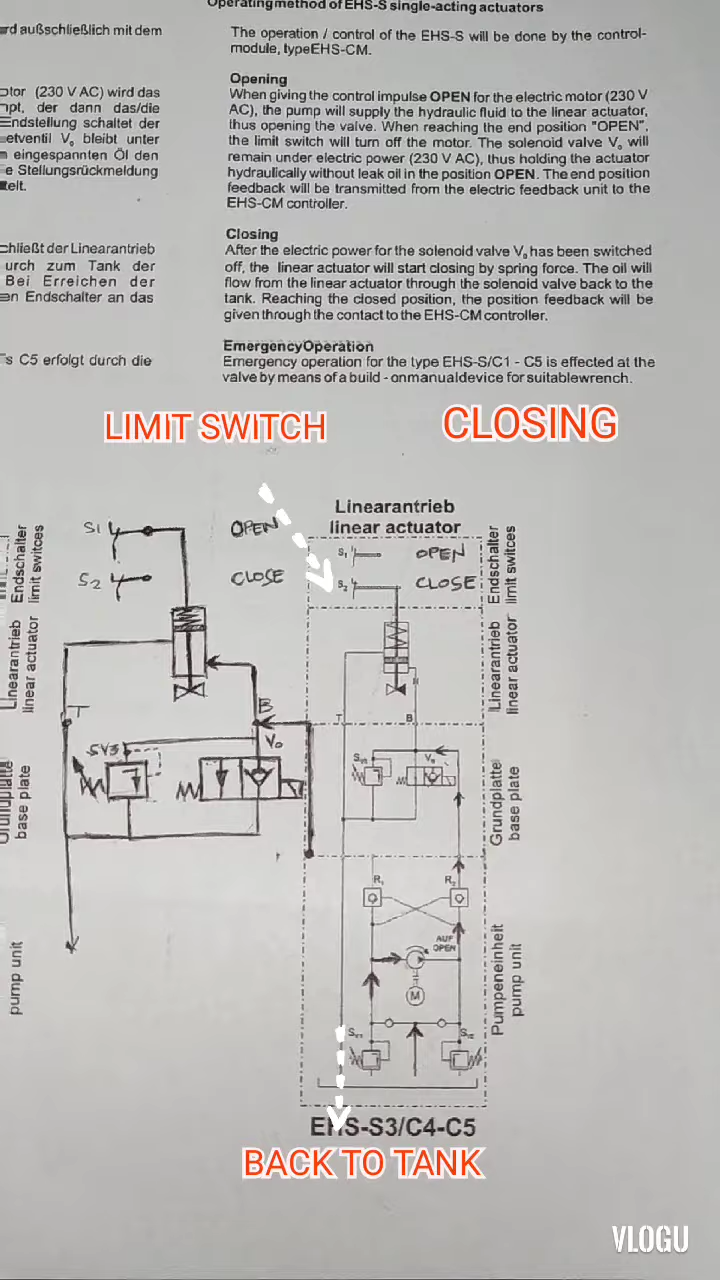 Operatingmethod of EHS-S single-acting actuators
rd außschließlich mit dem
The operation / control of the EHS-S will be done by the control-
module, typeEHS-CM.
Opening
otor (230 V AC) wird das
When giving the control impulse OPEN for the electric motor (230 V
npt, der dann das/die
AC), the pump will supply the hydraulic fluid to the linear actuator,
Endstellung schaltet der
thus opening the valve. When reaching the end position "OPEN",
etventil V₀ bleibt unter
the limit switch will turn off the motor. The solenoid valve V₀ will
eingespannten Öl den
remain under electric power (230 V AC), thus holding the actuator
e Stellungsrückmeldung
hydraulically without leak oil in the position OPEN. The end position
telt.
feedback will be transmitted from the electric feedback unit to the
EHS-CM controller.
Closing
chließt der Linearantrieb
After the electric power for the solenoid valve V₀ has been switched
urch zum Tank der
off, the linear actuator will start closing by spring force. The oil will
Bei Erreichen der
flow from the linear actuator through the solenoid valve back to the
en Endschalter an das
tank. Reaching the closed position, the position feedback will be
given through the contact to the EHS-CM controller.
EmergencyOperation
's C5 erfolgt durch die
Emergency operation for the type EHS-S/C1 - C5 is effected at the
valve by means of a build - onmanualdevice for suitablewrench.
LIMIT SWITCH
CLOSING
Linearantrieb
linear actuator
S1
OPEN
S₁
OPEN
S2
CLOSE
S₂
CLOSE
Endschalter
limit switces
Endschalter
limit switces
Linearantrieb
linear actuator
Linearantrieb
linear actuator
T
B
T
B
SV3
V₀
V₀
Grundplatte
base plate
Grundplatte
base plate
R₁
R₂
AUF
OPEN
M
pump unit
Pumpeneinheit
pump unit
EHS-S3/C4-C5
BACK TO TANK
VLOGU